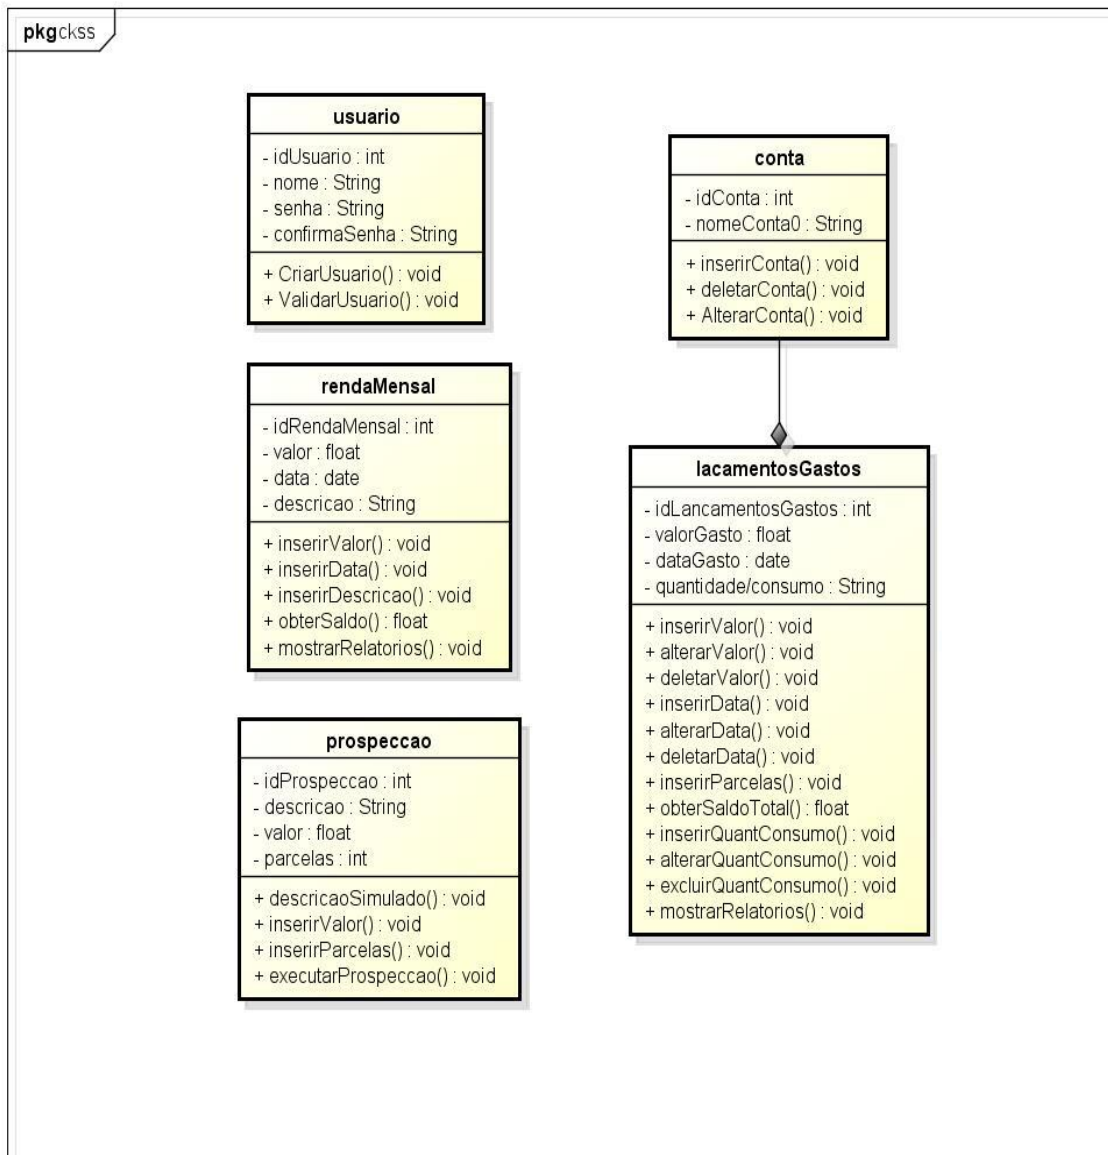 pkgckss
usuario
- idUsuario : int
- nome : String
- senha : String
- confirmaSenha : String
+ CriarUsuario() : void
+ ValidarUsuario() : void
conta
- idConta : int
- nomeConta0 : String
+ inserirConta() : void
+ deletarConta() : void
+ AlterarConta() : void
rendaMensal
- idRendaMensal : int
- valor : float
- data : date
- descricao : String
+ inserirValor() : void
+ inserirData() : void
+ inserirDescricao() : void
+ obterSaldo() : float
+ mostrarRelatorios() : void
lacamentosGastos
- idLancamentosGastos : int
- valorGasto : float
- dataGasto : date
- quantidade/consumo : String
+ inserirValor() : void
+ alterarValor() : void
+ deletarValor() : void
+ inserirData() : void
+ alterarData() : void
+ deletarData() : void
+ inserirParcelas() : void
+ obterSaldoTotal() : float
+ inserirQuantConsumo() : void
+ alterarQuantConsumo() : void
+ excluirQuantConsumo() : void
+ mostrarRelatorios() : void
prospeccao
- idProspeccao : int
- descricao : String
- valor : float
- parcelas : int
+ descricaoSimulado() : void
+ inserirValor() : void
+ inserirParcelas() : void
+ executarProspeccao() : void